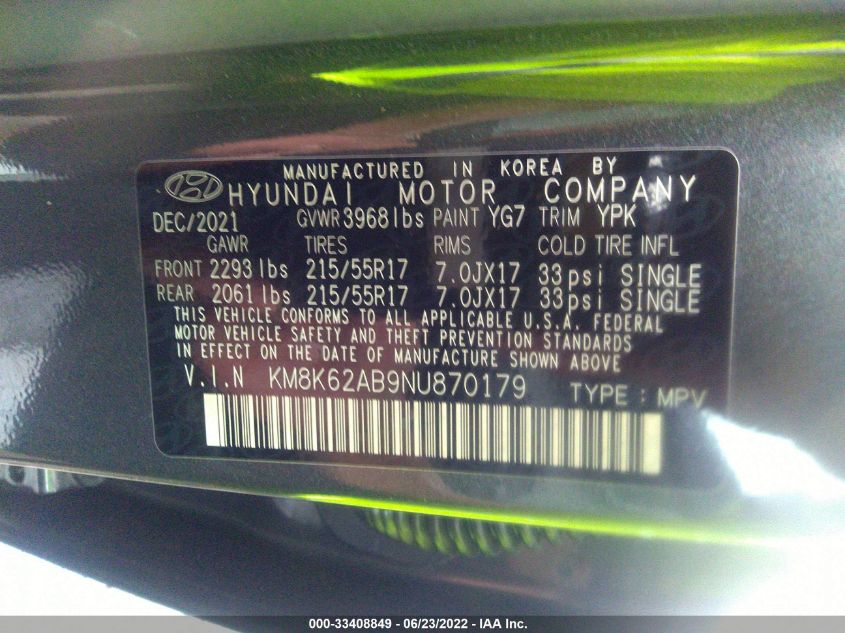 MANUFACTURED IN KOREA BY
HYUNDAI MOTOR COMPANY
DEC/2021 GVWR 3968lbs PAINT YG7 TRIM YPK
GAWR TIRES RIMS COLD TIRE INFL
FRONT 2293 lbs 215/55R17 7.0JX17 33psi SINGLE
REAR 2061 lbs 215/55R17 7.0JX17 33psi SINGLE
THIS VEHICLE CONFORMS TO ALL APPLICABLE U.S.A. FEDERAL
MOTOR VEHICLE SAFETY AND THEFT PREVENTION STANDARDS
IN EFFECT ON THE DATE OF MANUFACTURE SHOWN ABOVE
V.I.N KM8K62AB9NU870179 TYPE : MPV
000-33408849 / 06/23/2022 - IAA Inc.